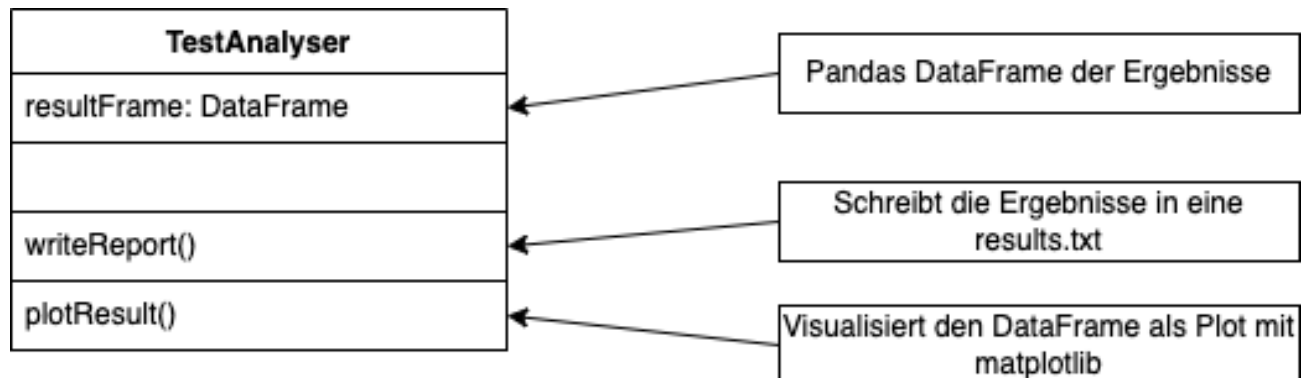 TestAnalyser
resultFrame: DataFrame
writeReport()
plotResult()
Pandas DataFrame der Ergebnisse
Schreibt die Ergebnisse in eine
results.txt
Visualisiert den DataFrame als Plot mit
matplotlib